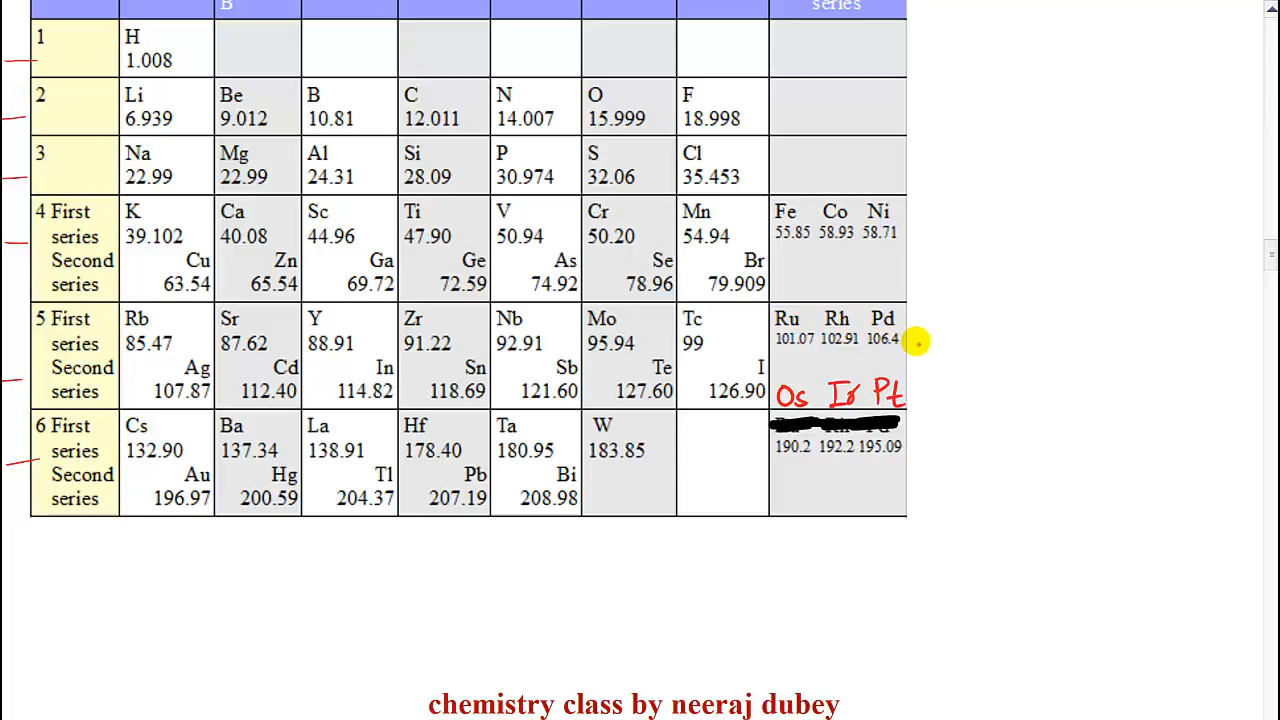 B series
1 H
1.008
2 Li Be B C N O F
6.939 9.012 10.81 12.011 14.007 15.999 18.998
3 Na Mg Al Si P S Cl
22.99 22.99 24.31 28.09 30.974 32.06 35.453
4 First K Ca Sc Ti V Cr Mn Fe Co Ni
series 39.102 40.08 44.96 47.90 50.94 50.20 54.94 55.85 58.93 58.71
Second Cu Zn Ga Ge As Se Br
series 63.54 65.54 69.72 72.59 74.92 78.96 79.909
5 First Rb Sr Y Zr Nb Mo Tc Ru Rh Pd
series 85.47 87.62 88.91 91.22 92.91 95.94 99 101.07 102.91 106.4
Second Ag Cd In Sn Sb Te I
series 107.87 112.40 114.82 118.69 121.60 127.60 126.90 Os Ir Pt
6 First Cs Ba La Hf Ta W
series 132.90 137.34 138.91 178.40 180.95 183.85 190.2 192.2 195.09
Second Au Hg Tl Pb Bi
series 196.97 200.59 204.37 207.19 208.98
chemistry class by neeraj dubey